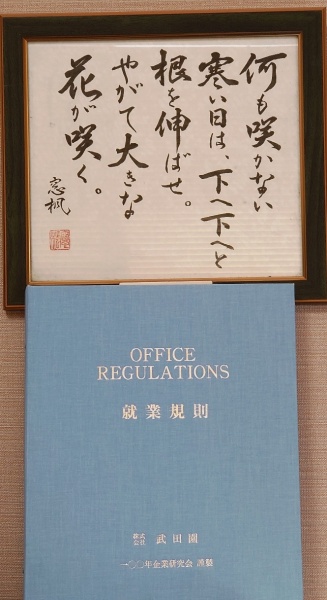 何も咲かない
寒い日は、下へ下へと
根を伸ばせ。
やがて大きな
花が咲く。
窓楓
OFFICE
REGULATIONS
就業規則
株式会社 武田園
一〇〇年企業研究会 謹製